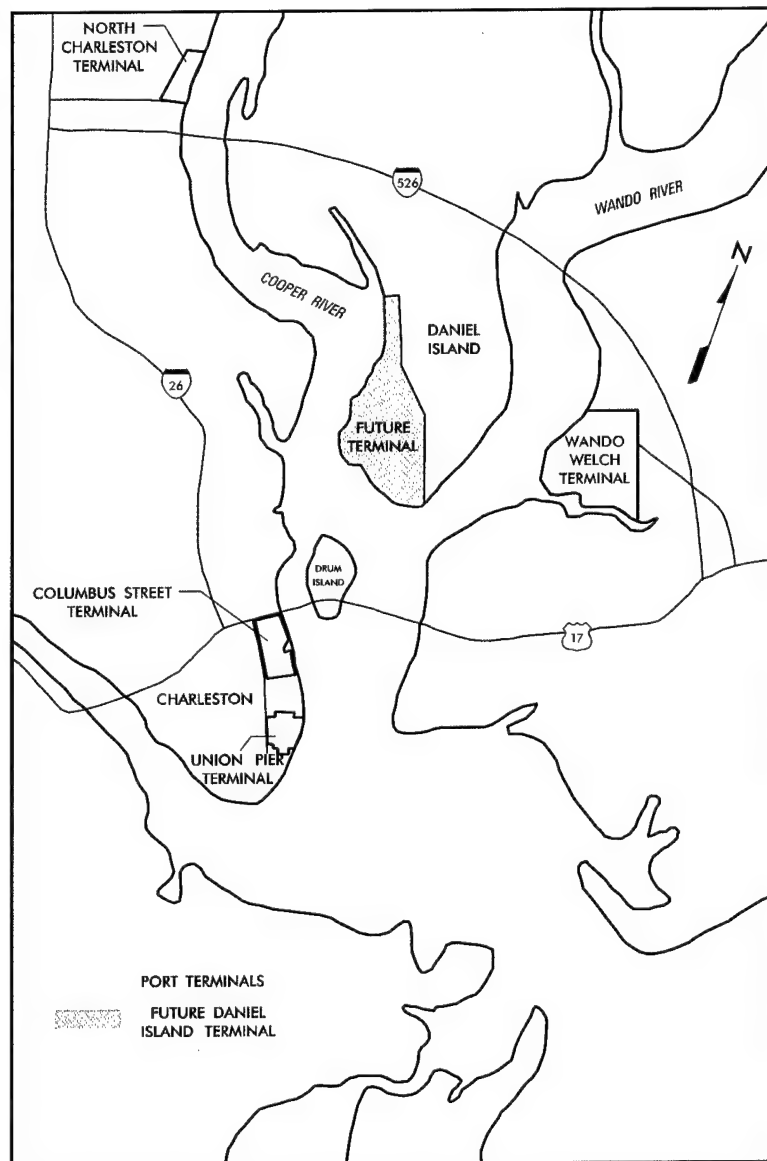 NORTH
CHARLESTON
TERMINAL
526
WANDO RIVER
N
COOPER RIVER
DANIEL
ISLAND
26
FUTURE
TERMINAL
WANDO
WELCH
TERMINAL
DRUM
ISLAND
COLUMBUS STREET
TERMINAL
17
CHARLESTON
UNION PIER
TERMINAL
PORT TERMINALS
FUTURE DANIEL
ISLAND TERMINAL